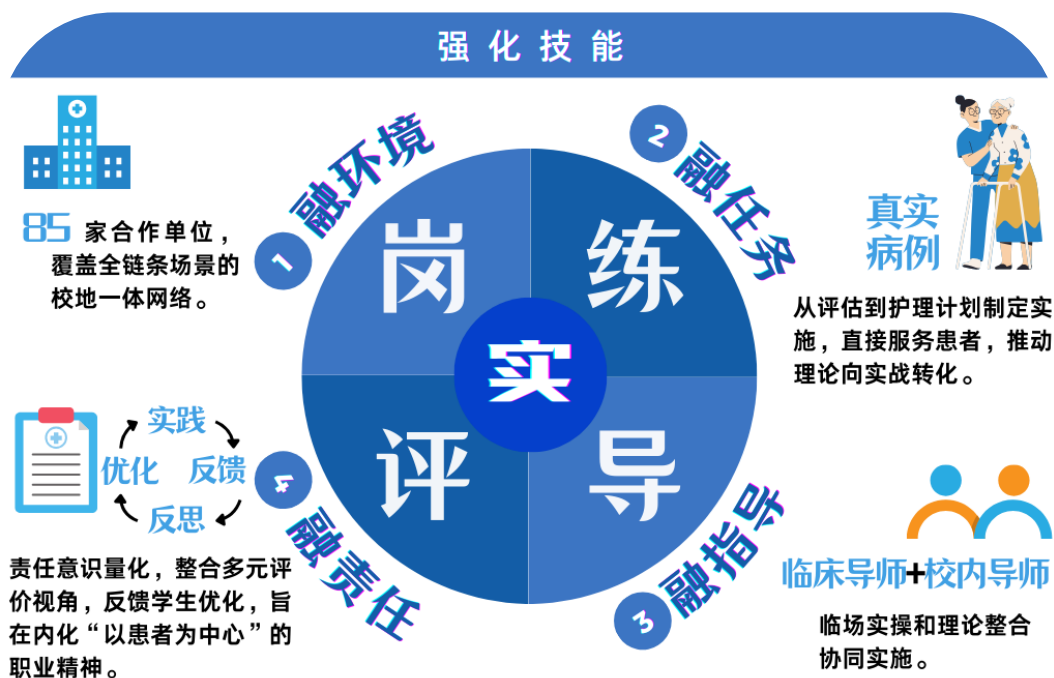 强化技能
85 家合作单位，
覆盖全链条场景的
校地一体网络。
1 融环境
岗
2 融任务
练
真实
病例
从评估到护理计划制定实
施，直接服务患者，推动
理论向实战转化。
实
实践
优化 反馈
反思
4 融责任
评
责任意识量化，整合多元评
价视角，反馈学生优化，旨
在内化“以患者为中心”的
职业精神。
3 融指导
导
临床导师+校内导师
临场实操和理论整合
协同实施。